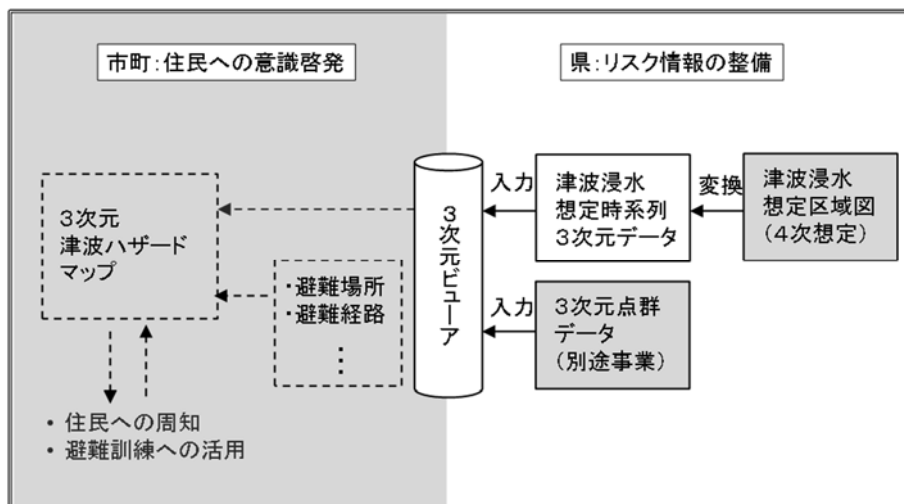 市町:住民への意識啓発
県:リスク情報の整備
3次元
津波ハザード
マップ
・避難場所
・避難経路
⋮
・ 住民への周知
・ 避難訓練への活用
3次元ビューア
入力
津波浸水
想定時系列
3次元データ
変換
津波浸水
想定区域図
(4次想定)
入力
3次元点群
データ
(別途事業)